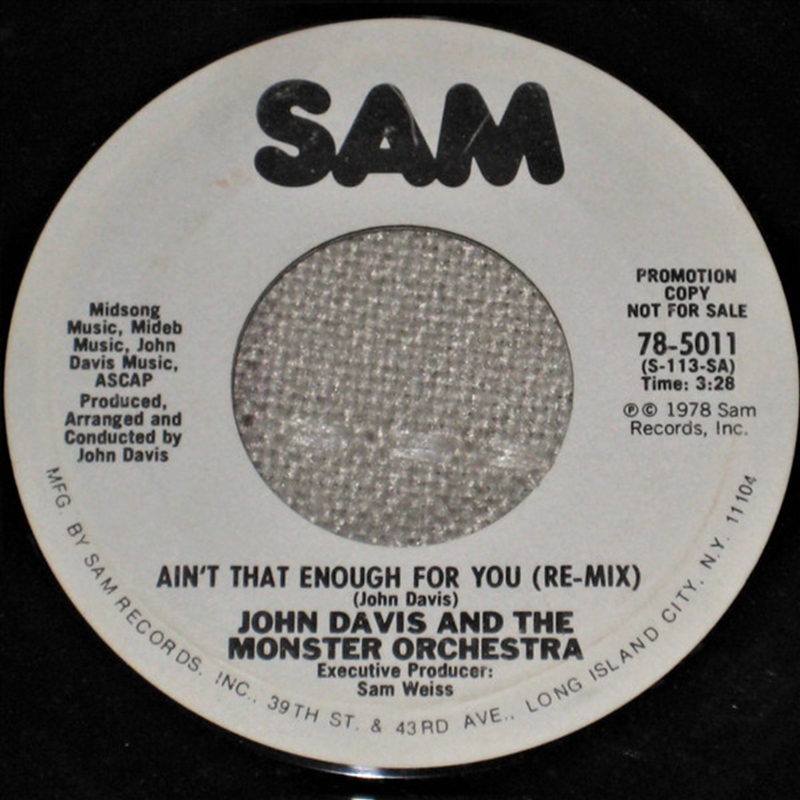 SAM
Midsong
Music, Mideb
Music, John
Davis Music,
ASCAP
Produced,
Arranged and
Conducted by
John Davis
PROMOTION
COPY
NOT FOR SALE
78-5011
(S-113-SA)
Time: 3:28
℗© 1978 Sam
Records, Inc.
AIN'T THAT ENOUGH FOR YOU (RE-MIX)
(John Davis)
JOHN DAVIS AND THE
MONSTER ORCHESTRA
Executive Producer:
Sam Weiss
MFG. BY SAM RECORDS. INC., 39TH ST. & 43RD AVE., LONG ISLAND CITY. N.Y. 11104